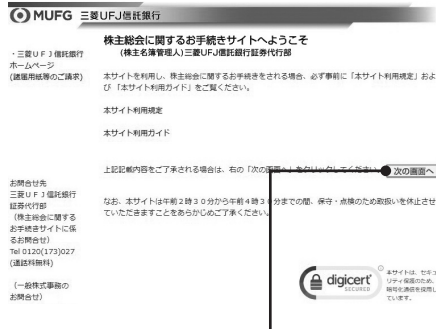 MUFG 三菱UFJ信託銀行
株主総会に関するお手続きサイトへようこそ
(株主名簿管理人)三菱UFJ信託銀行証券代行部
・三菱UFJ信託銀行
ホームページ
(諸届用紙等のご請求)
本サイトを利用し、株主総会に関するお手続きをされる場合、必ず事前に「本サイト利用規定」およ
び「本サイト利用ガイド」をご覧ください。
本サイト利用規定
本サイト利用ガイド
上記記載内容をご了承される場合は、右の「次の画面へ」をクリックしてください。
次の画面へ
なお、本サイトは午前2時30分から午前4時30分までの間、保守・点検のため取扱いを休止させ
ていただきますことをあらかじめご了承ください。
お問合せ先
三菱UFJ信託銀行
証券代行部
(株主総会に関する
お手続きサイトに係
るお問合せ)
Tel 0120(173)027
(通話料無料)
(一般株式事務の
お問合せ)
digicert
SECURED
本サイトは、セキュ
リティ保護のため、
暗号化通信を採用し
ています。